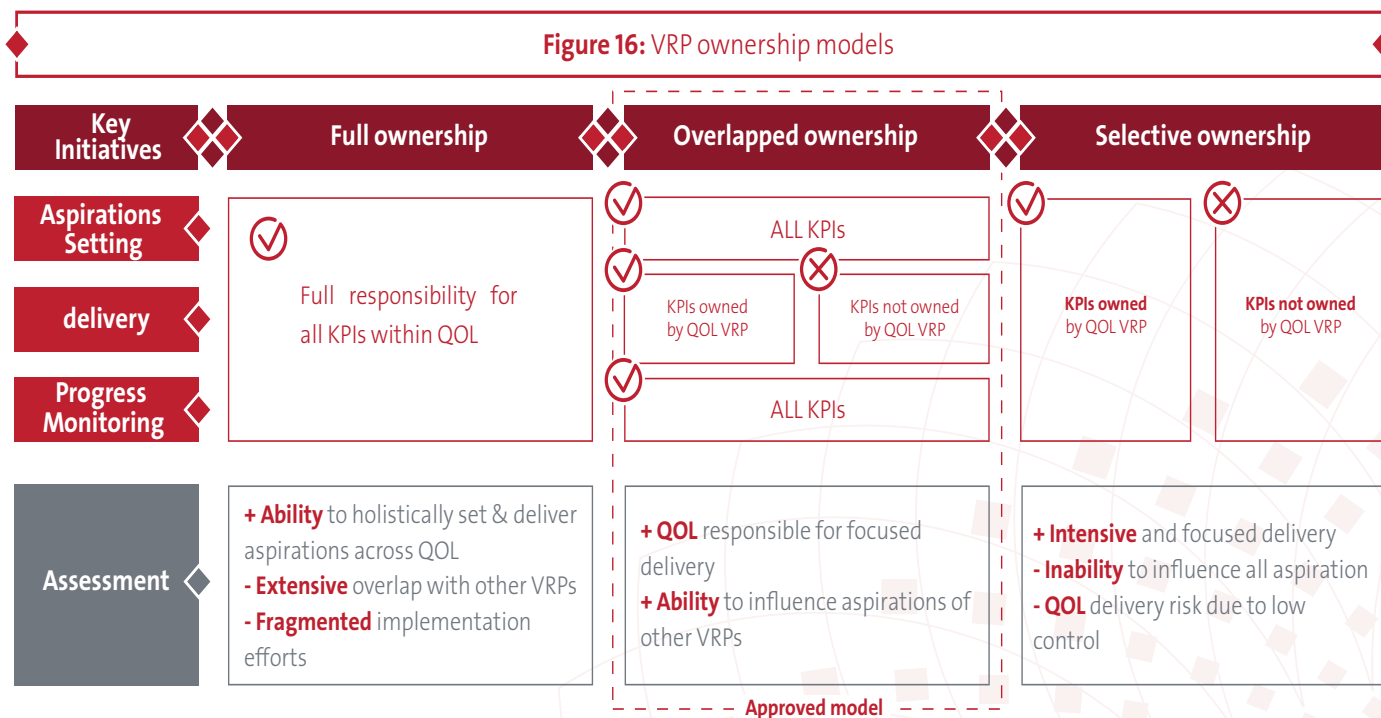 Figure 16: VRP ownership models
Key
Initiatives
Full ownership
Overlapped ownership
Selective ownership
Aspirations
Setting
delivery
Progress
Monitoring
Full responsibility for
all KPIs within QOL
ALL KPIs
KPIs owned
by QOL VRP
KPIs not owned
by QOL VRP
ALL KPIs
KPIs owned
by QOL VRP
KPIs not owned
by QOL VRP
Assessment
+ Ability to holistically set & deliver
aspirations across QOL
- Extensive overlap with other VRPs
- Fragmented implementation
efforts
+ QOL responsible for focused
delivery
+ Ability to influence aspirations of
other VRPs
+ Intensive and focused delivery
- Inability to influence all aspiration
- QOL delivery risk due to low
control
Approved model